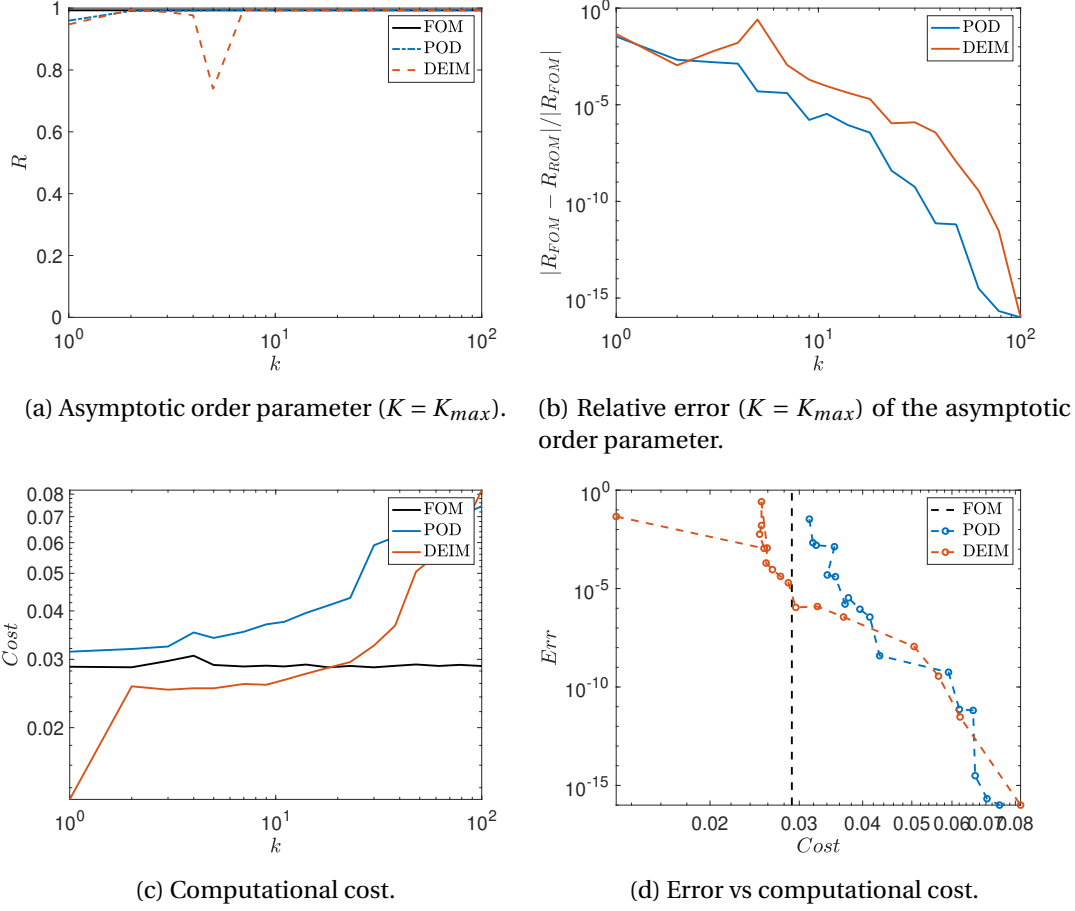 FOM
POD
DEIM
1
0.8
0.6
0.4
0.2
0
R
10^0
10^1
10^2
k
(a) Asymptotic order parameter (K = K_max).
POD
DEIM
10^0
10^-5
10^-10
10^-15
|R_FOM − R_ROM|/|R_FOM|
10^0
10^1
10^2
k
(b) Relative error (K = K_max) of the asymptotic
order parameter.
FOM
POD
DEIM
0.08
0.07
0.06
0.05
0.04
0.03
0.02
Cost
10^0
10^1
10^2
k
(c) Computational cost.
FOM
POD
DEIM
10^0
10^-5
10^-10
10^-15
Err
0.02
0.03
0.04
0.05
0.06
0.07
0.08
Cost
(d) Error vs computational cost.